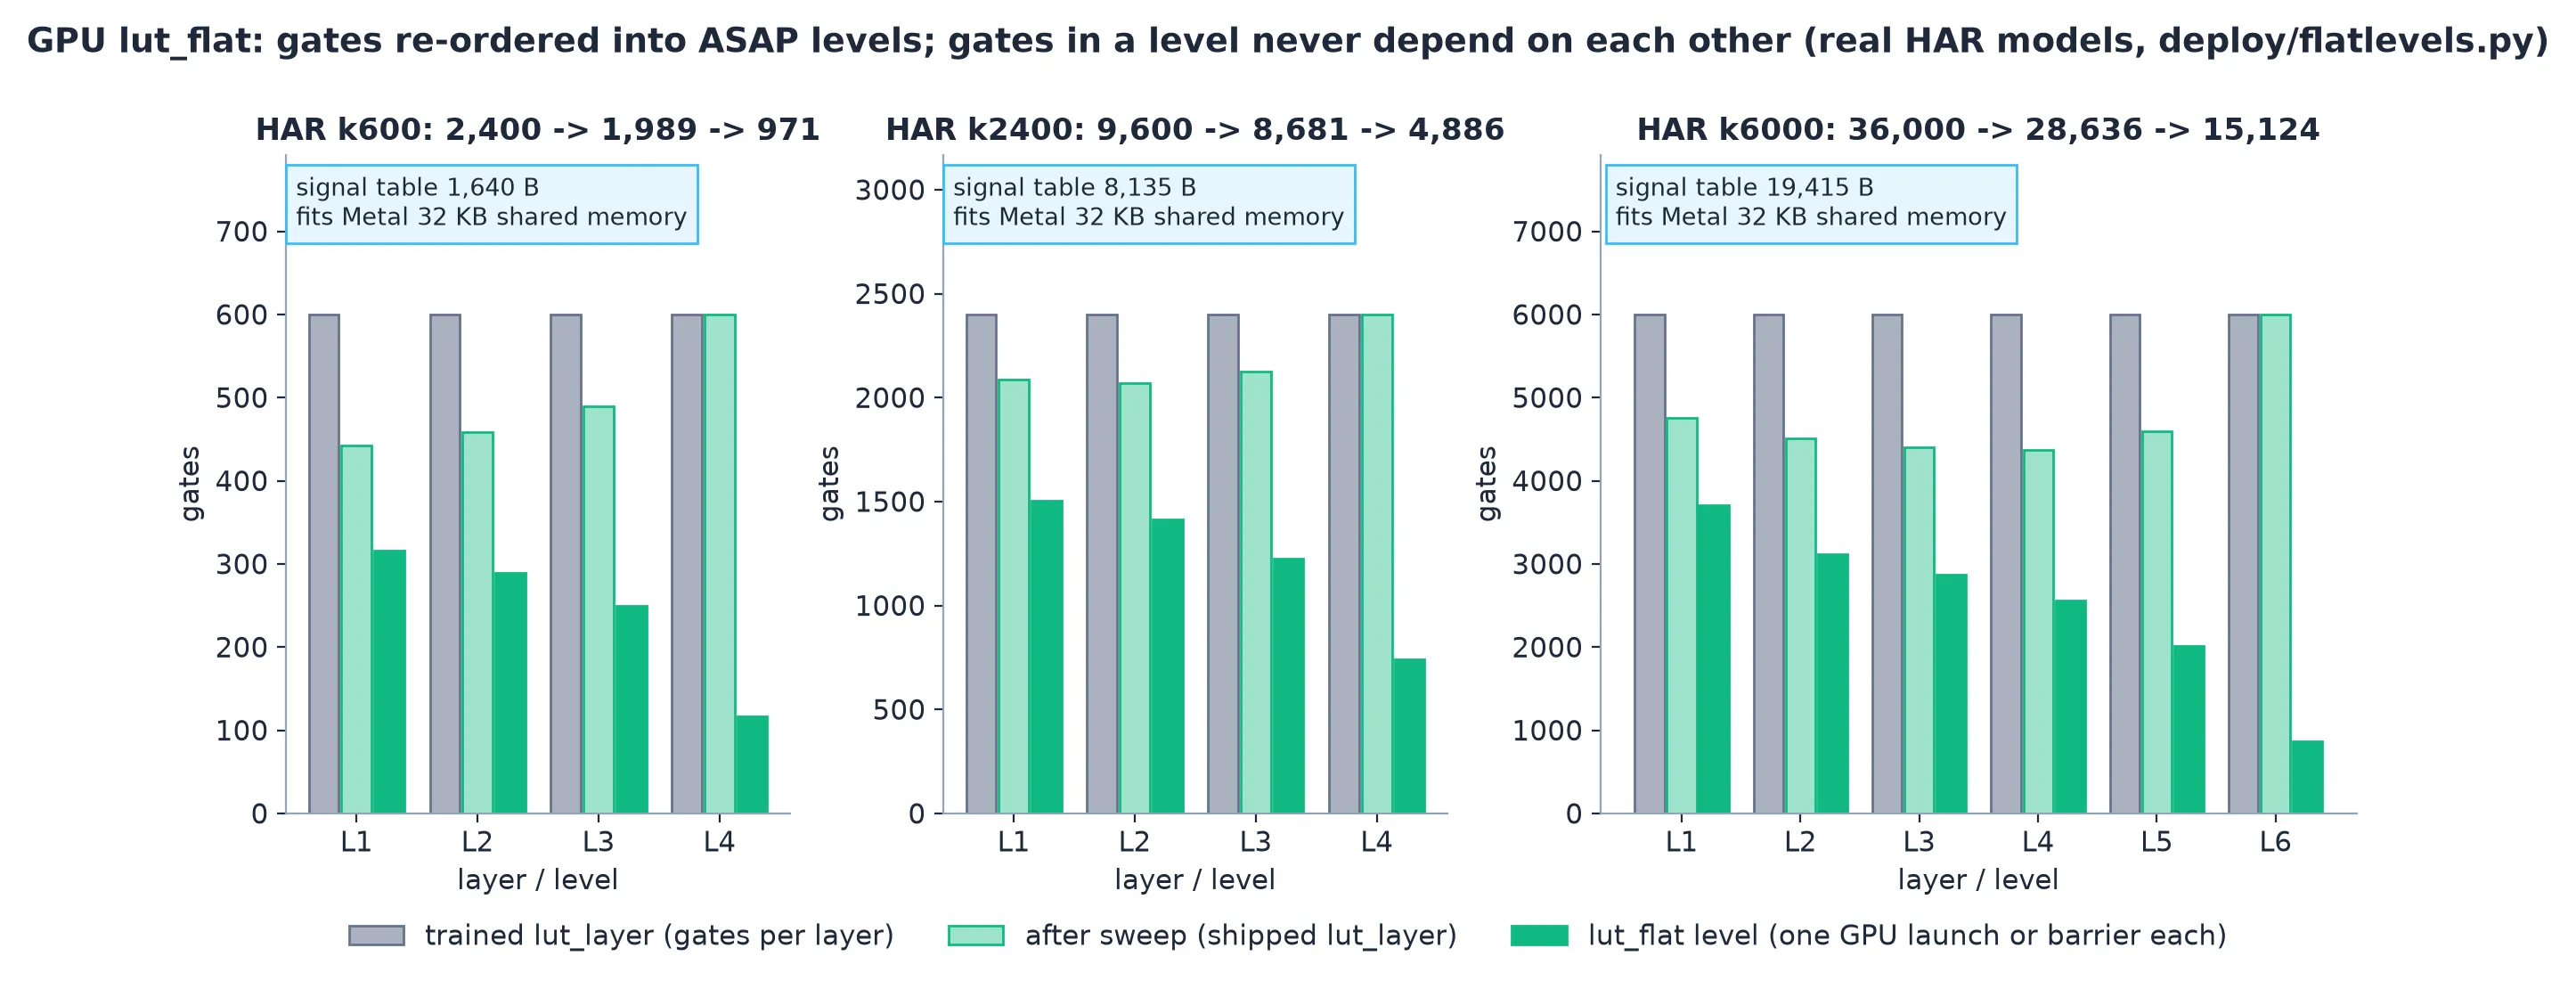 GPU lut_flat: gates re-ordered into ASAP levels; gates in a level never depend on each other (real HAR models, deploy/flatlevels.py)
HAR k600: 2,400 -> 1,989 -> 971
signal table 1,640 B
fits Metal 32 KB shared memory
700
600
500
400
300
200
100
0
gates
L1 L2 L3 L4
layer / level
HAR k2400: 9,600 -> 8,681 -> 4,886
signal table 8,135 B
fits Metal 32 KB shared memory
3000
2500
2000
1500
1000
500
0
gates
L1 L2 L3 L4
layer / level
HAR k6000: 36,000 -> 28,636 -> 15,124
signal table 19,415 B
fits Metal 32 KB shared memory
7000
6000
5000
4000
3000
2000
1000
0
gates
L1 L2 L3 L4 L5 L6
layer / level
trained lut_layer (gates per layer)
after sweep (shipped lut_layer)
lut_flat level (one GPU launch or barrier each)